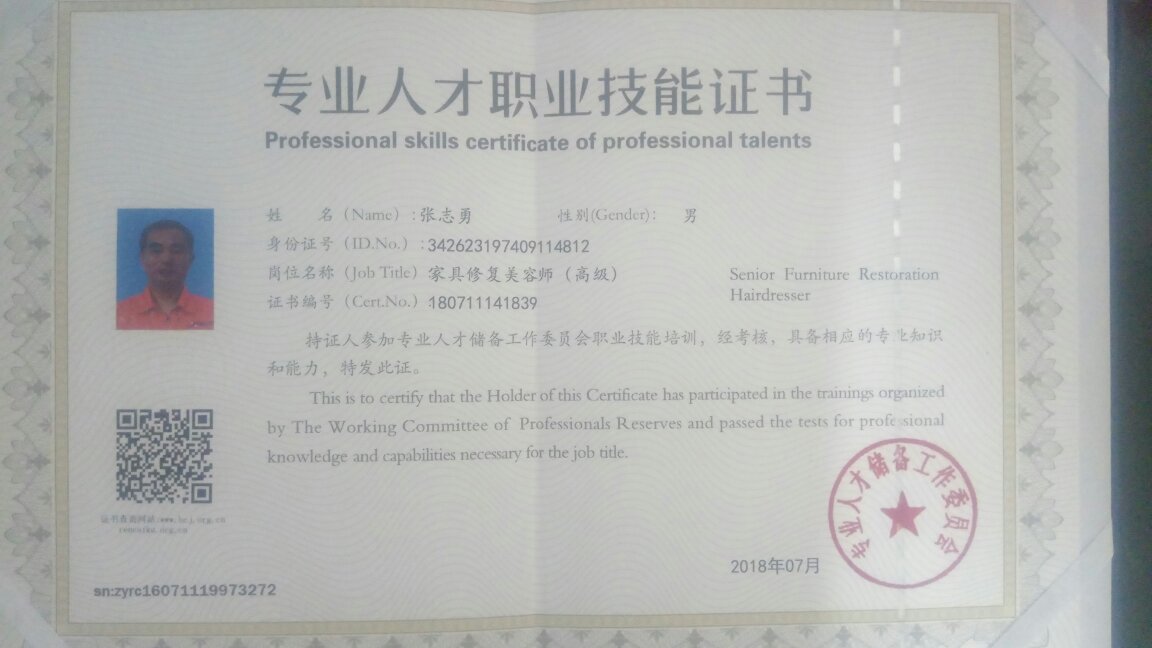 专业人才职业技能证书
Professional skills certificate of professional talents
姓 名（Name）:张志勇 性别(Gender): 男
身份证号（ID.No.）:342623197409114812
岗位名称（Job Title）家具修复美容师（高级） Senior Furniture Restoration
Hairdresser
证书编号（Cert.No.）180711141839
持证人参加专业人才储备工作委员会职业技能培训，经考核，具备相应的专业知识
和能力，特发此证。
This is to certify that the Holder of this Certificate has participated in the trainings organized
by The Working Committee of Professionals Reserves and passed the tests for professional
knowledge and capabilities necessary for the job title.
专业人才储备工作委员会
证书查询网站:
2018年07月
sn:zyrc16071119973272